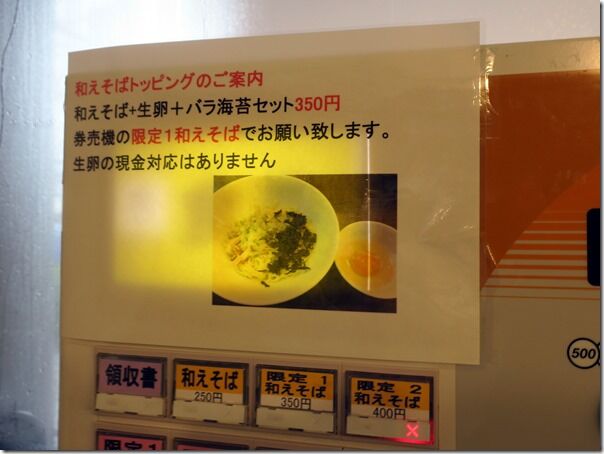 和えそばトッピングのご案内
和えそば+生卵+バラ海苔セット350円
券売機の限定1和えそばでお願い致します。
生卵の現金対応はありません
500
領収書
和えそば
250円
限定 1
和えそば
350円
限定 2
和えそば
400円
限定1